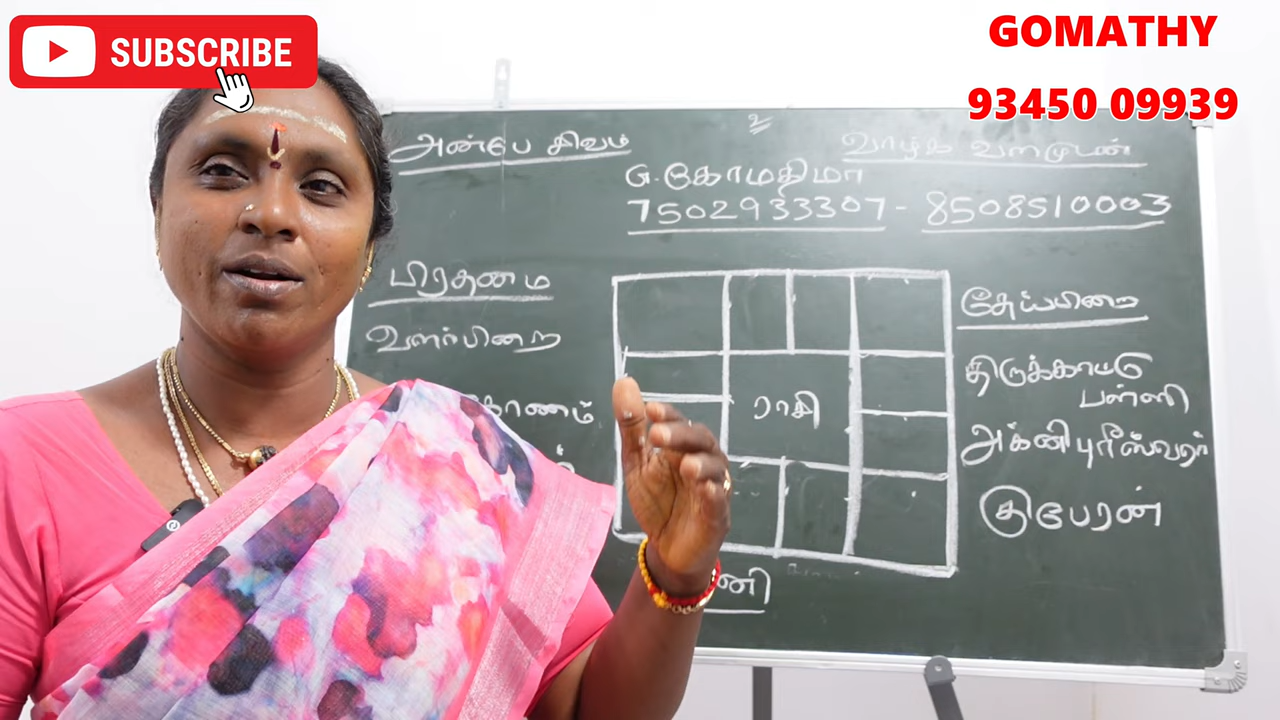 SUBSCRIBE
GOMATHY
93450 09939
அன்பே சிவம்
வாழ்க வளமுடன்
G.கோமதிமா
7502933307 - 8508510003
பிரதமை
வளர்பிறை
ராசி
தேய்பிறை
திருக்காட்டு
பள்ளி
அக்னிபுரீஸ்வரர்
குபேரன்